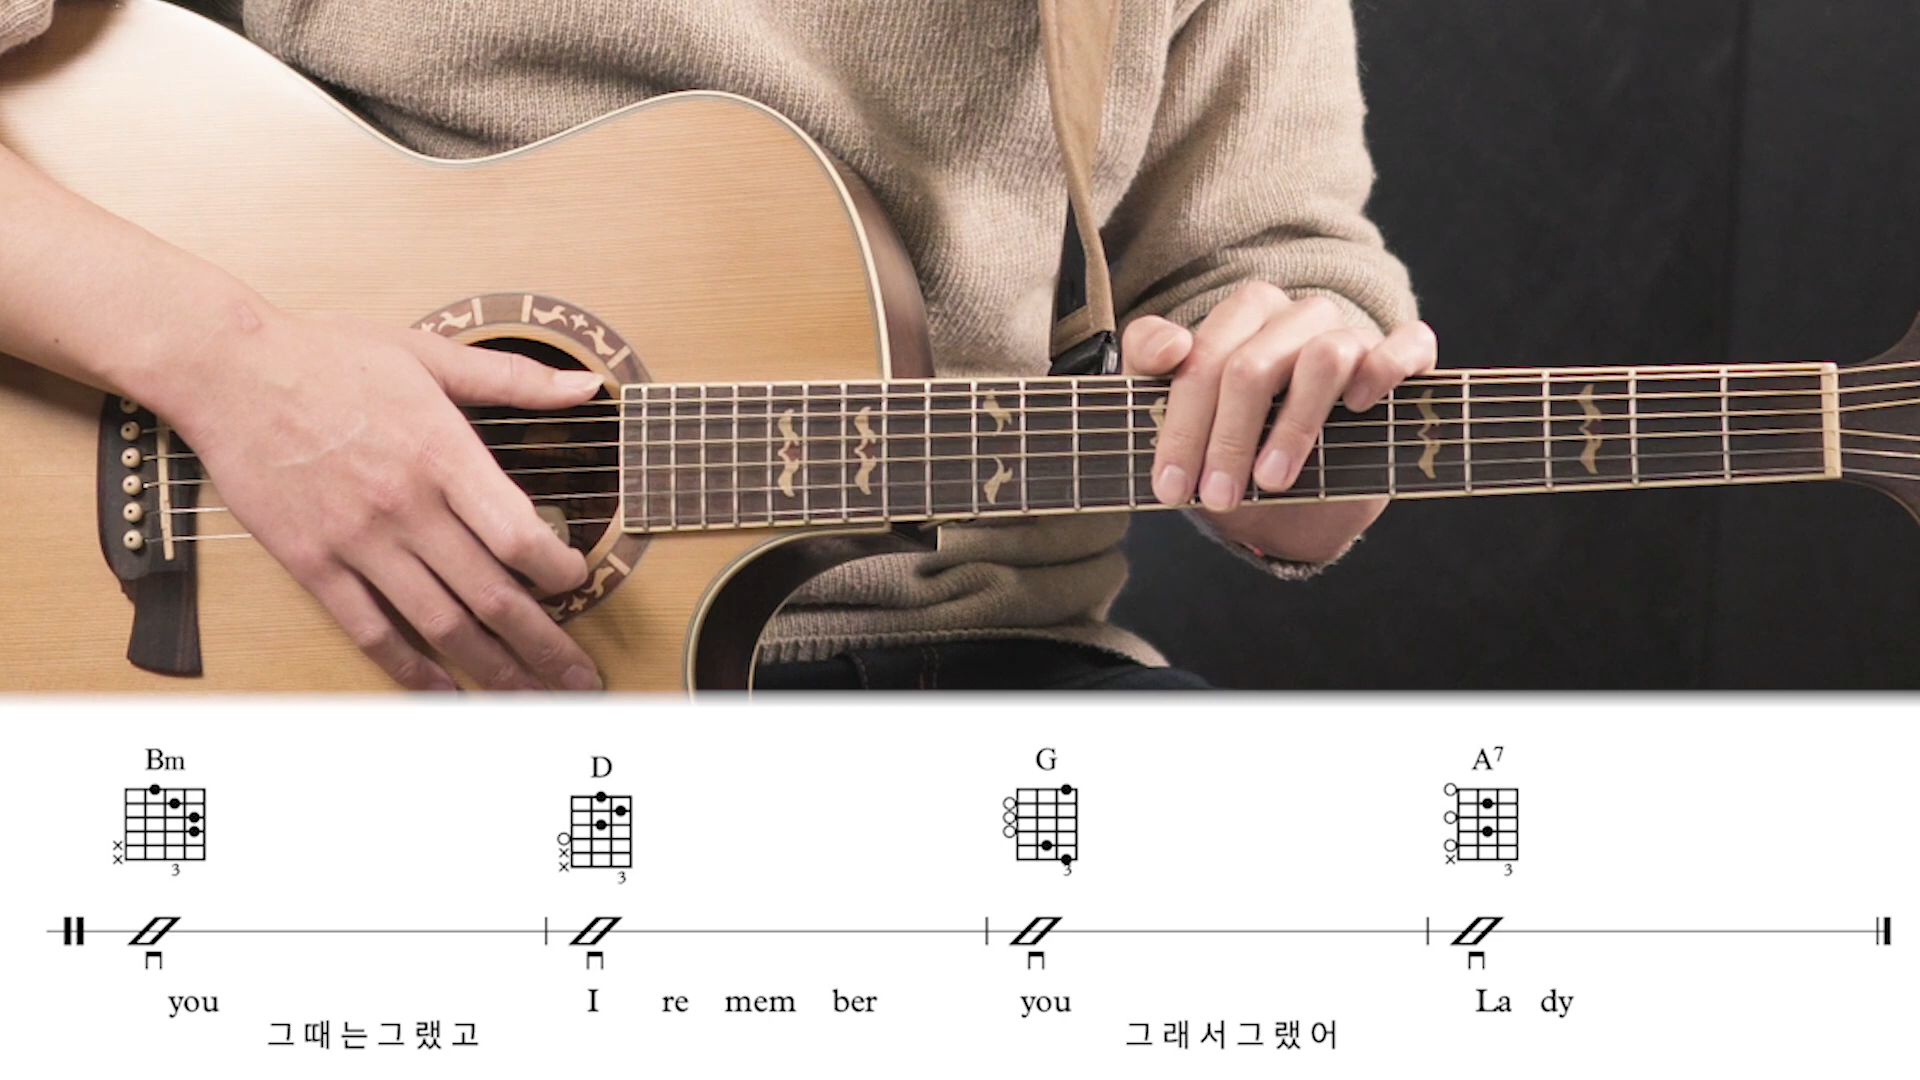 Bm D G A7
× × 3 × × 3 3 × 3
you I re mem ber you La dy
그 때 는 그 랬 고 그 래 서 그 랬 어